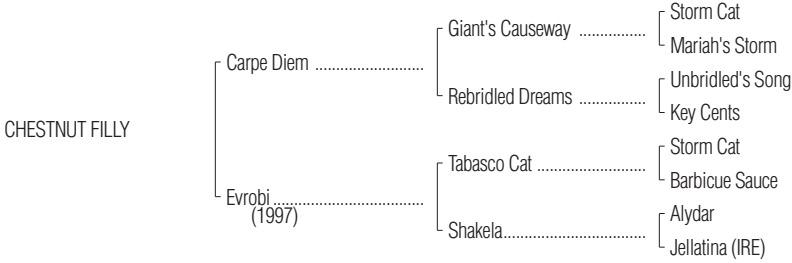 Storm Cat
Giant's Causeway ................
Mariah's Storm
Carpe Diem ..........................
Unbridled's Song
Rebridled Dreams ................
Key Cents
CHESTNUT FILLY
Storm Cat
Tabasco Cat ..........................
Barbicue Sauce
Evrobi ....................................
(1997)
Alydar
Shakela..................................
Jellatina (IRE)